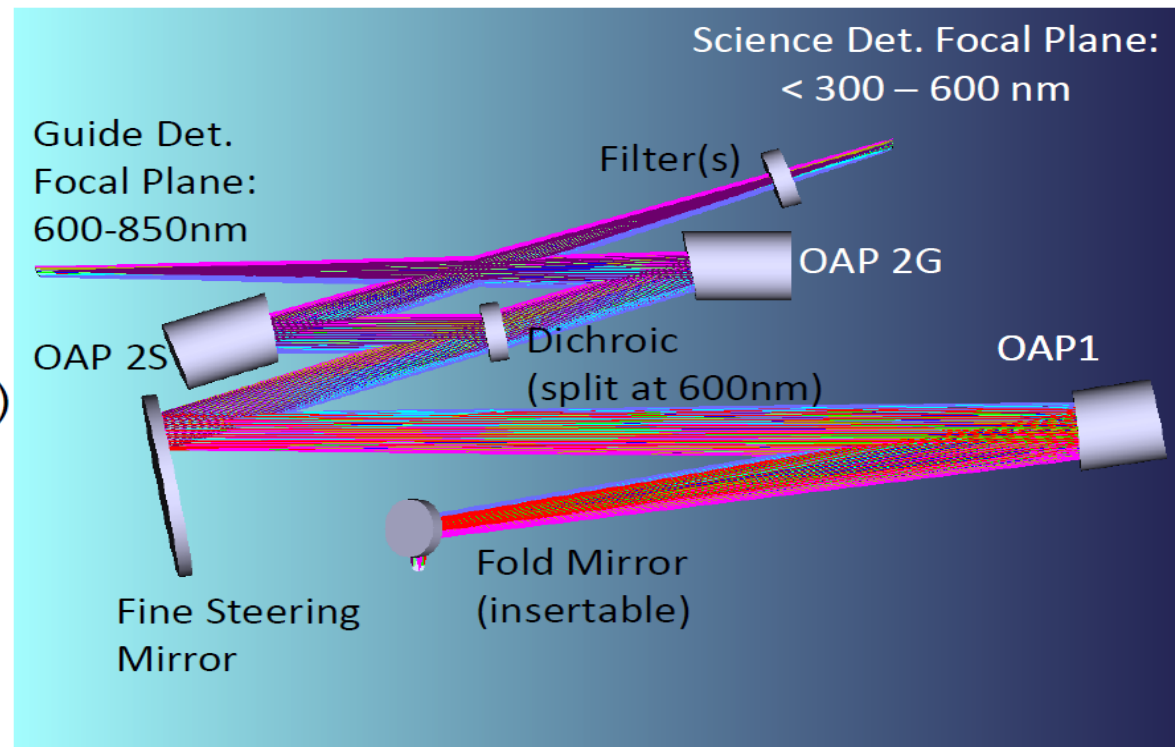 Science Det. Focal Plane:
< 300 – 600 nm
Guide Det.
Focal Plane:
600-850nm
Filter(s)
OAP 2G
OAP 2S
Dichroic
(split at 600nm)
OAP1
)
Fold Mirror
(insertable)
Fine Steering
Mirror